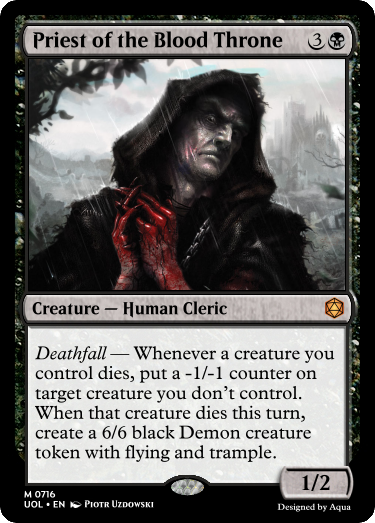 Priest of the Blood Throne 3
Creature — Human Cleric
Deathfall — Whenever a creature you
control dies, put a -1/-1 counter on
target creature you don't control.
When that creature dies this turn,
create a 6/6 black Demon creature
token with flying and trample.
1/2
M 0716
UOL • EN Piotr Uzdowski
Designed by Aqua